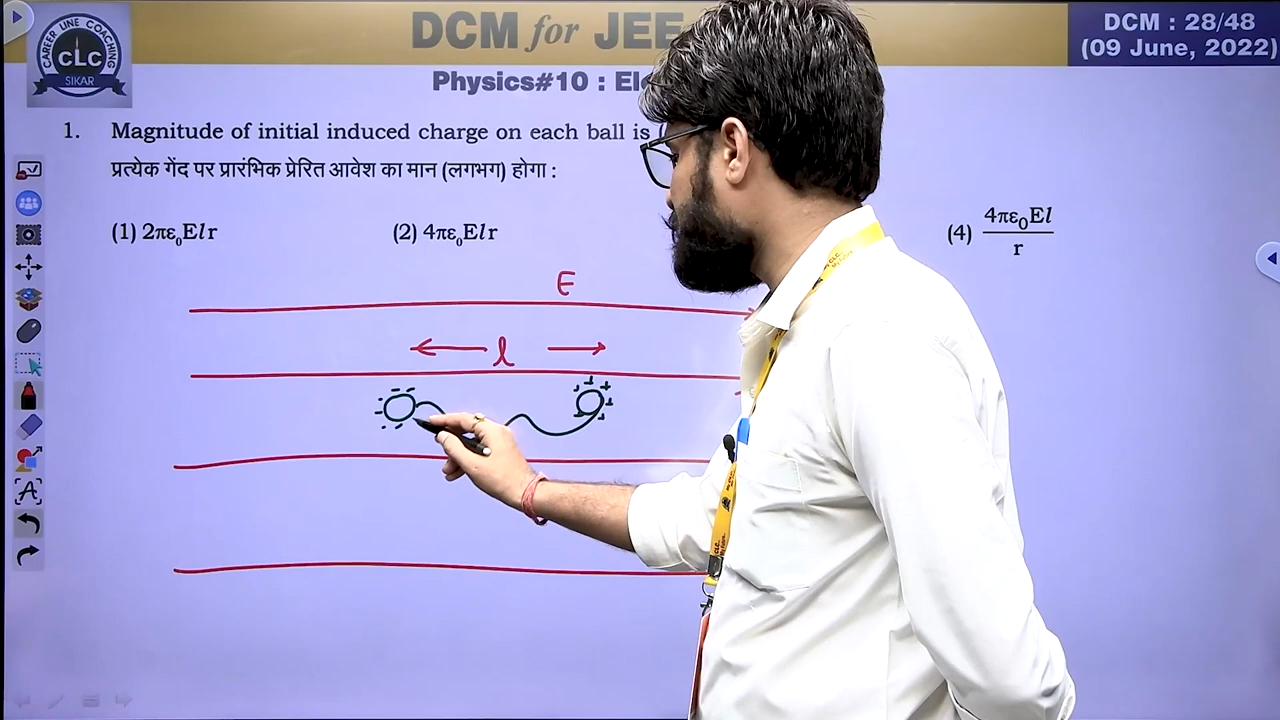 CAREER LINE COACHING
CLC
SIKAR
DCM for JEE
DCM : 28/48
(09 June, 2022)
Physics#10 :
1. Magnitude of initial induced charge on each ball is
प्रत्येक गेंद पर प्रारंभिक प्रेरित आवेश का मान (लगभग) होगा :
(1) 2πε₀Elr (2) 4πε₀Elr (4) 4πε₀El/r
E
l